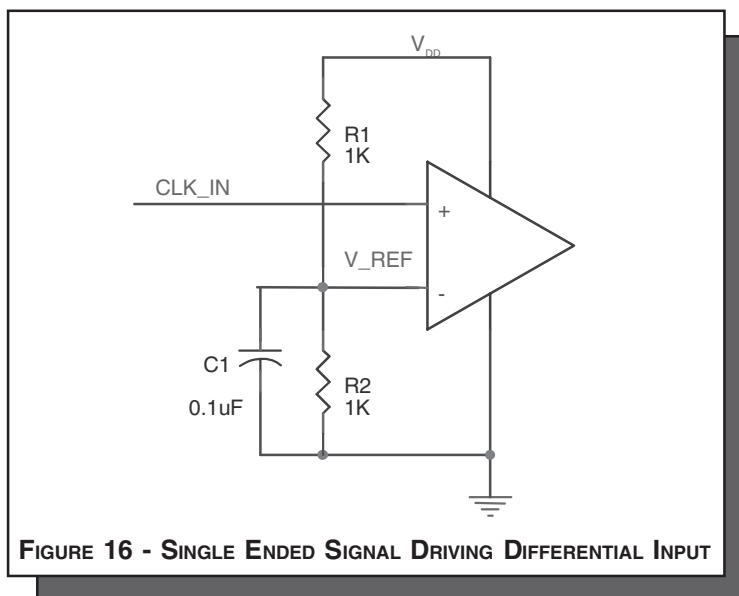 V_DD
R1
1K
CLK_IN
+
V_REF
-
C1
0.1uF
R2
1K
FIGURE 16 - SINGLE ENDED SIGNAL DRIVING DIFFERENTIAL INPUT